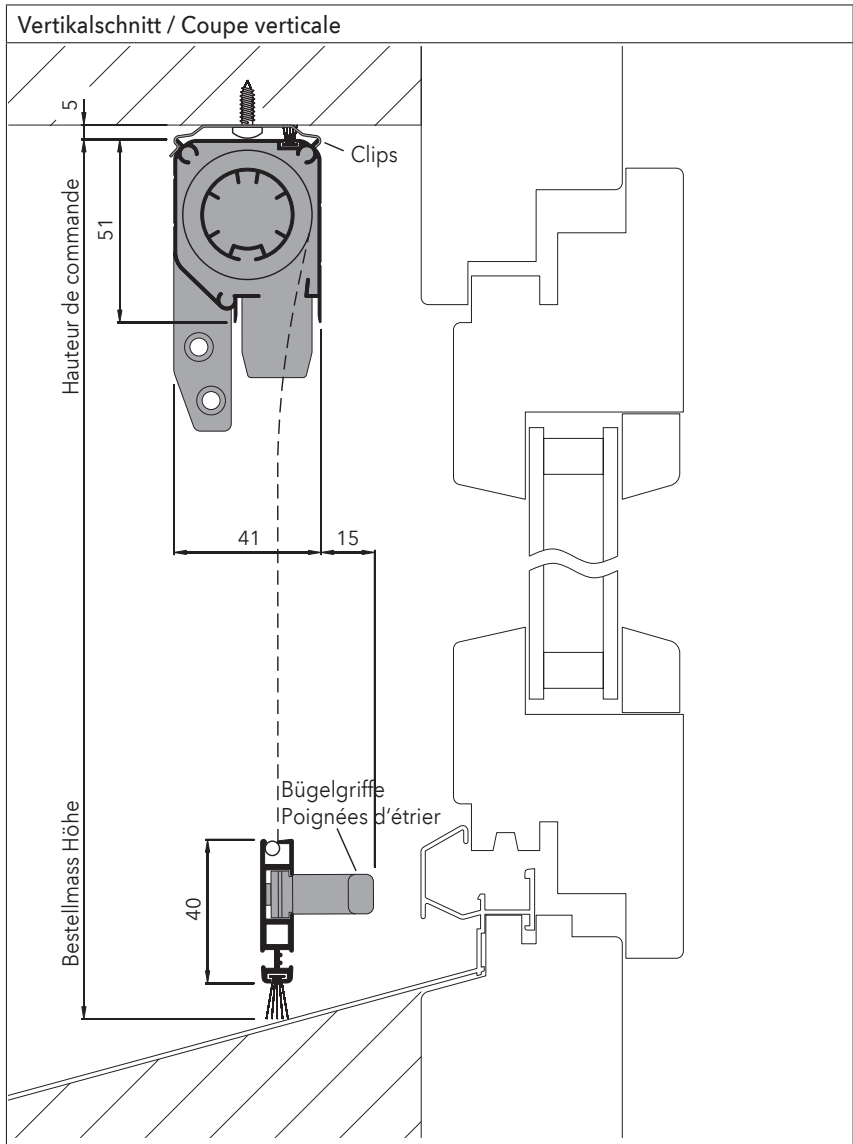 Vertikalschnitt / Coupe verticale
5
Clips
51
Hauteur de commande
41
15
Bügelgriffe
Poignées d'étrier
Bestellmass Höhe
40